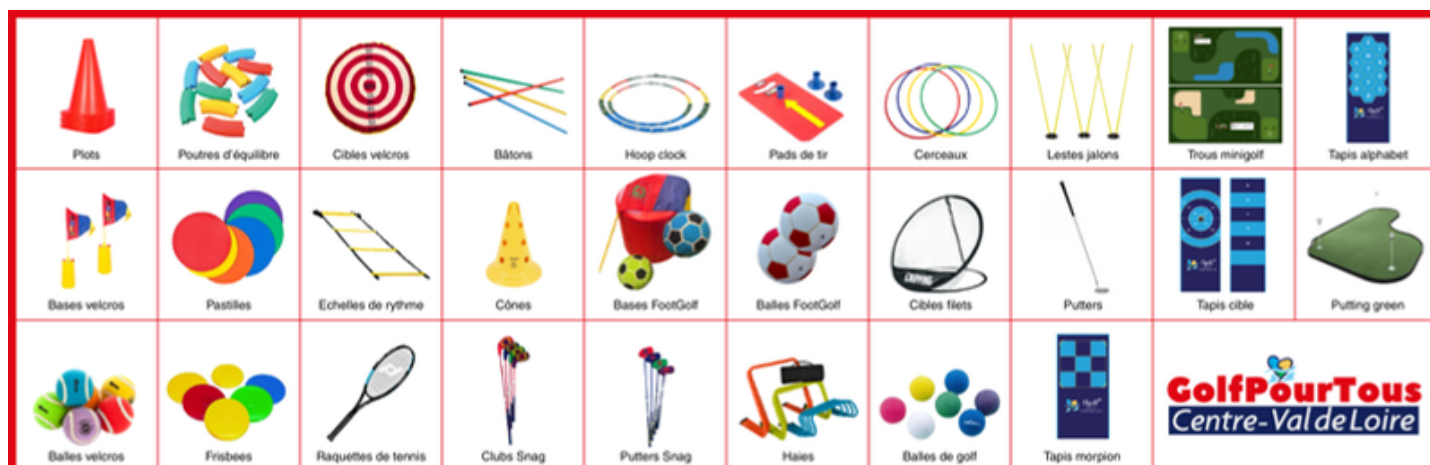 Plots
Poutres d'équilibre
Cibles velcros
Bâtons
Hoop clock
Pads de tir
Cerceaux
Lestes jalons
Trous minigolf
Tapis alphabet
Bases velcros
Pastilles
Echelles de rythme
Cônes
Bases FootGolf
Balles FootGolf
CHIPPING
Cibles filets
Putters
Tapis cible
Putting green
Balles velcros
Frisbees
Raquettes de tennis
Clubs Snag
Putters Snag
Haies
Balles de golf
Tapis morpion
GolfPourTous
Centre-Val de Loire